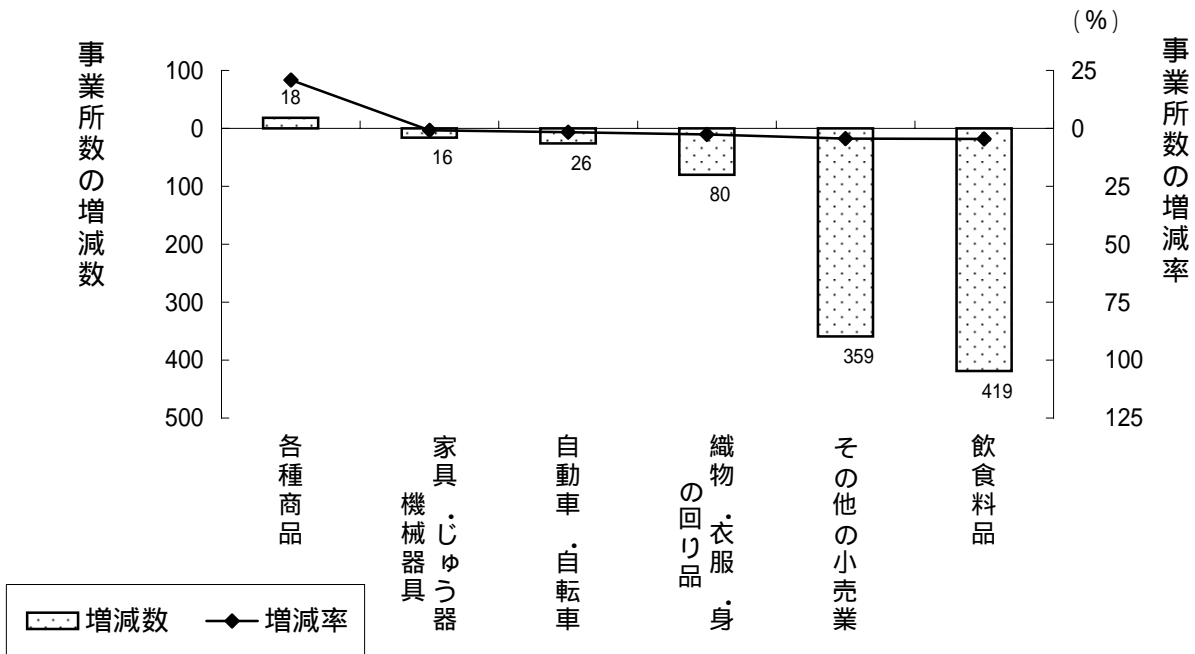 (%)
事業所数の増減数
事業所数の増減率
100
0
100
200
300
400
500
25
0
25
50
75
100
125
18
16
26
80
359
419
各種商品
家具・じゅう器
機械器具
自動車・自転車
織物・衣服・身
の回り品
その他の小売業
飲食料品
増減数
増減率